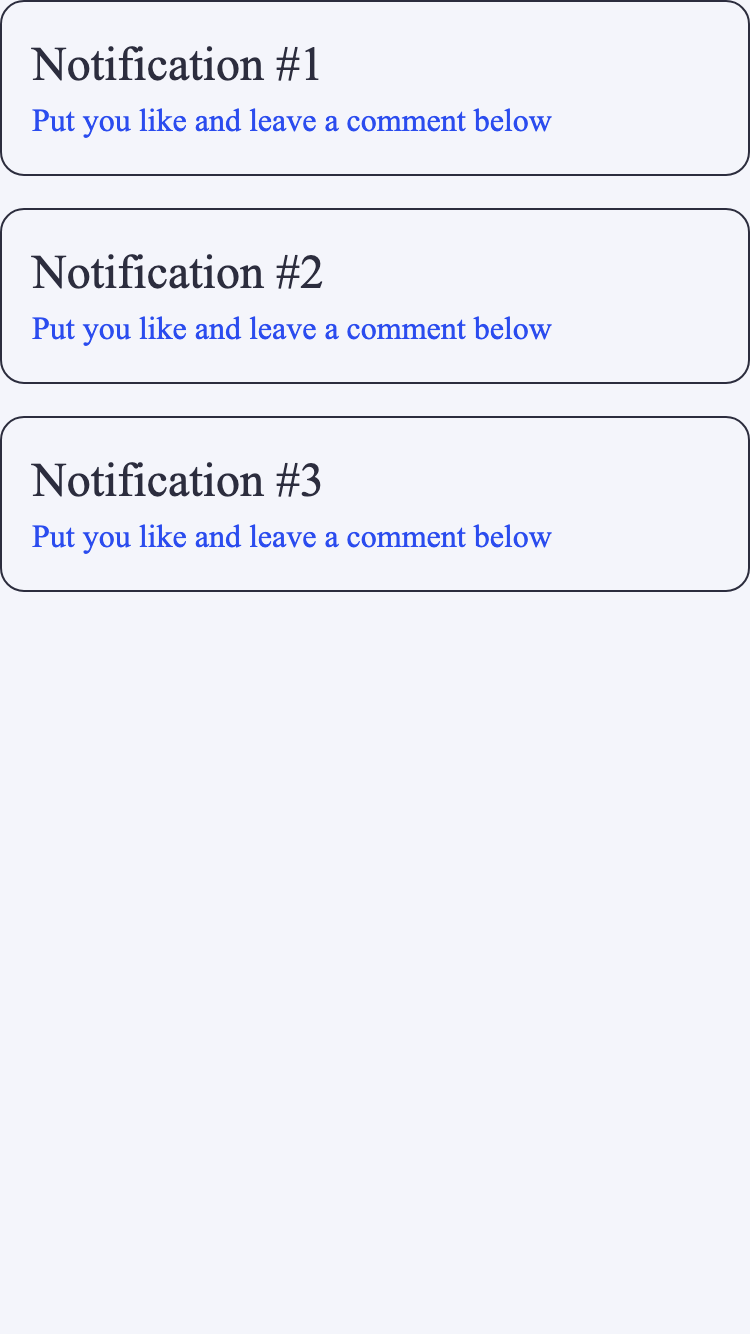 Notification #1
Put you like and leave a comment below
Notification #2
Put you like and leave a comment below
Notification #3
Put you like and leave a comment below